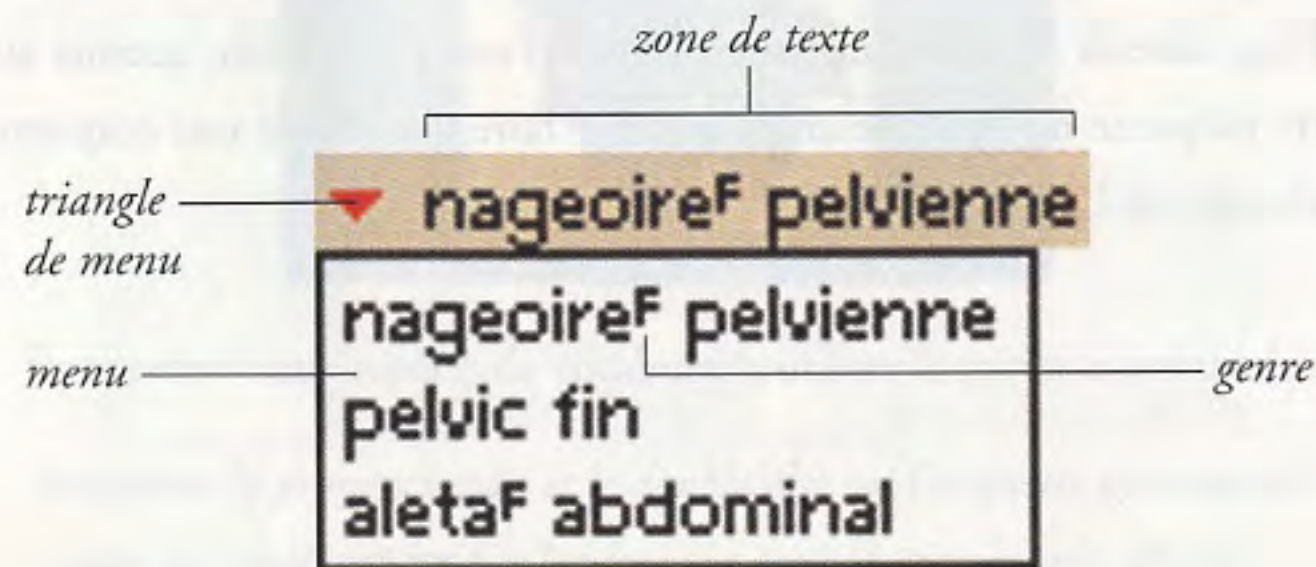 zone de texte
nageoireF pelvienne
triangle
de menu
nageoireF pelvienne
menu
genre
pelvic fin
aletaF abdominal